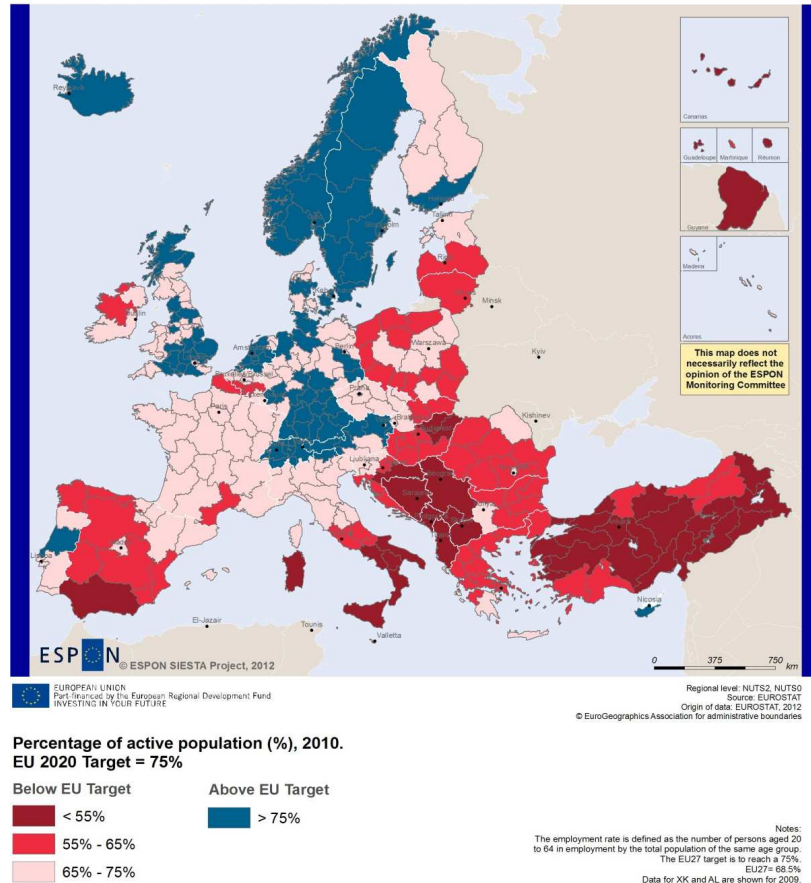 Reykjavik
Canarias
Guadeloupe Martinique Réunion
Guyane
Madeira
Acores
Tallinn
Riga
Minsk
Dublin
Amsterdam
Berlin
Warszawa
Kyiv
This map does not
necessarily reflect the
opinion of the ESPON
Monitoring Committee
Paris
Kishinev
Ljubljana
Lisboa
Nicosia
El-Jazair
Tounis
Valletta
ESPON © ESPON SIESTA Project, 2012
0 375 750
km
EUROPEAN UNION
Part-financed by the European Regional Development Fund
INVESTING IN YOUR FUTURE
Regional level: NUTS2, NUTS0
Source: EUROSTAT
Origin of data: EUROSTAT, 2012
© EuroGeographics Association for administrative boundaries
Percentage of active population (%), 2010.
EU 2020 Target = 75%
Below EU Target Above EU Target
< 55% > 75%
55% - 65%
65% - 75%
Notes:
The employment rate is defined as the number of persons aged 20
to 64 in employment by the total population of the same age group.
The EU27 target is to reach a 75%.
EU27= 68.5%
Data for XK and AL are shown for 2009.